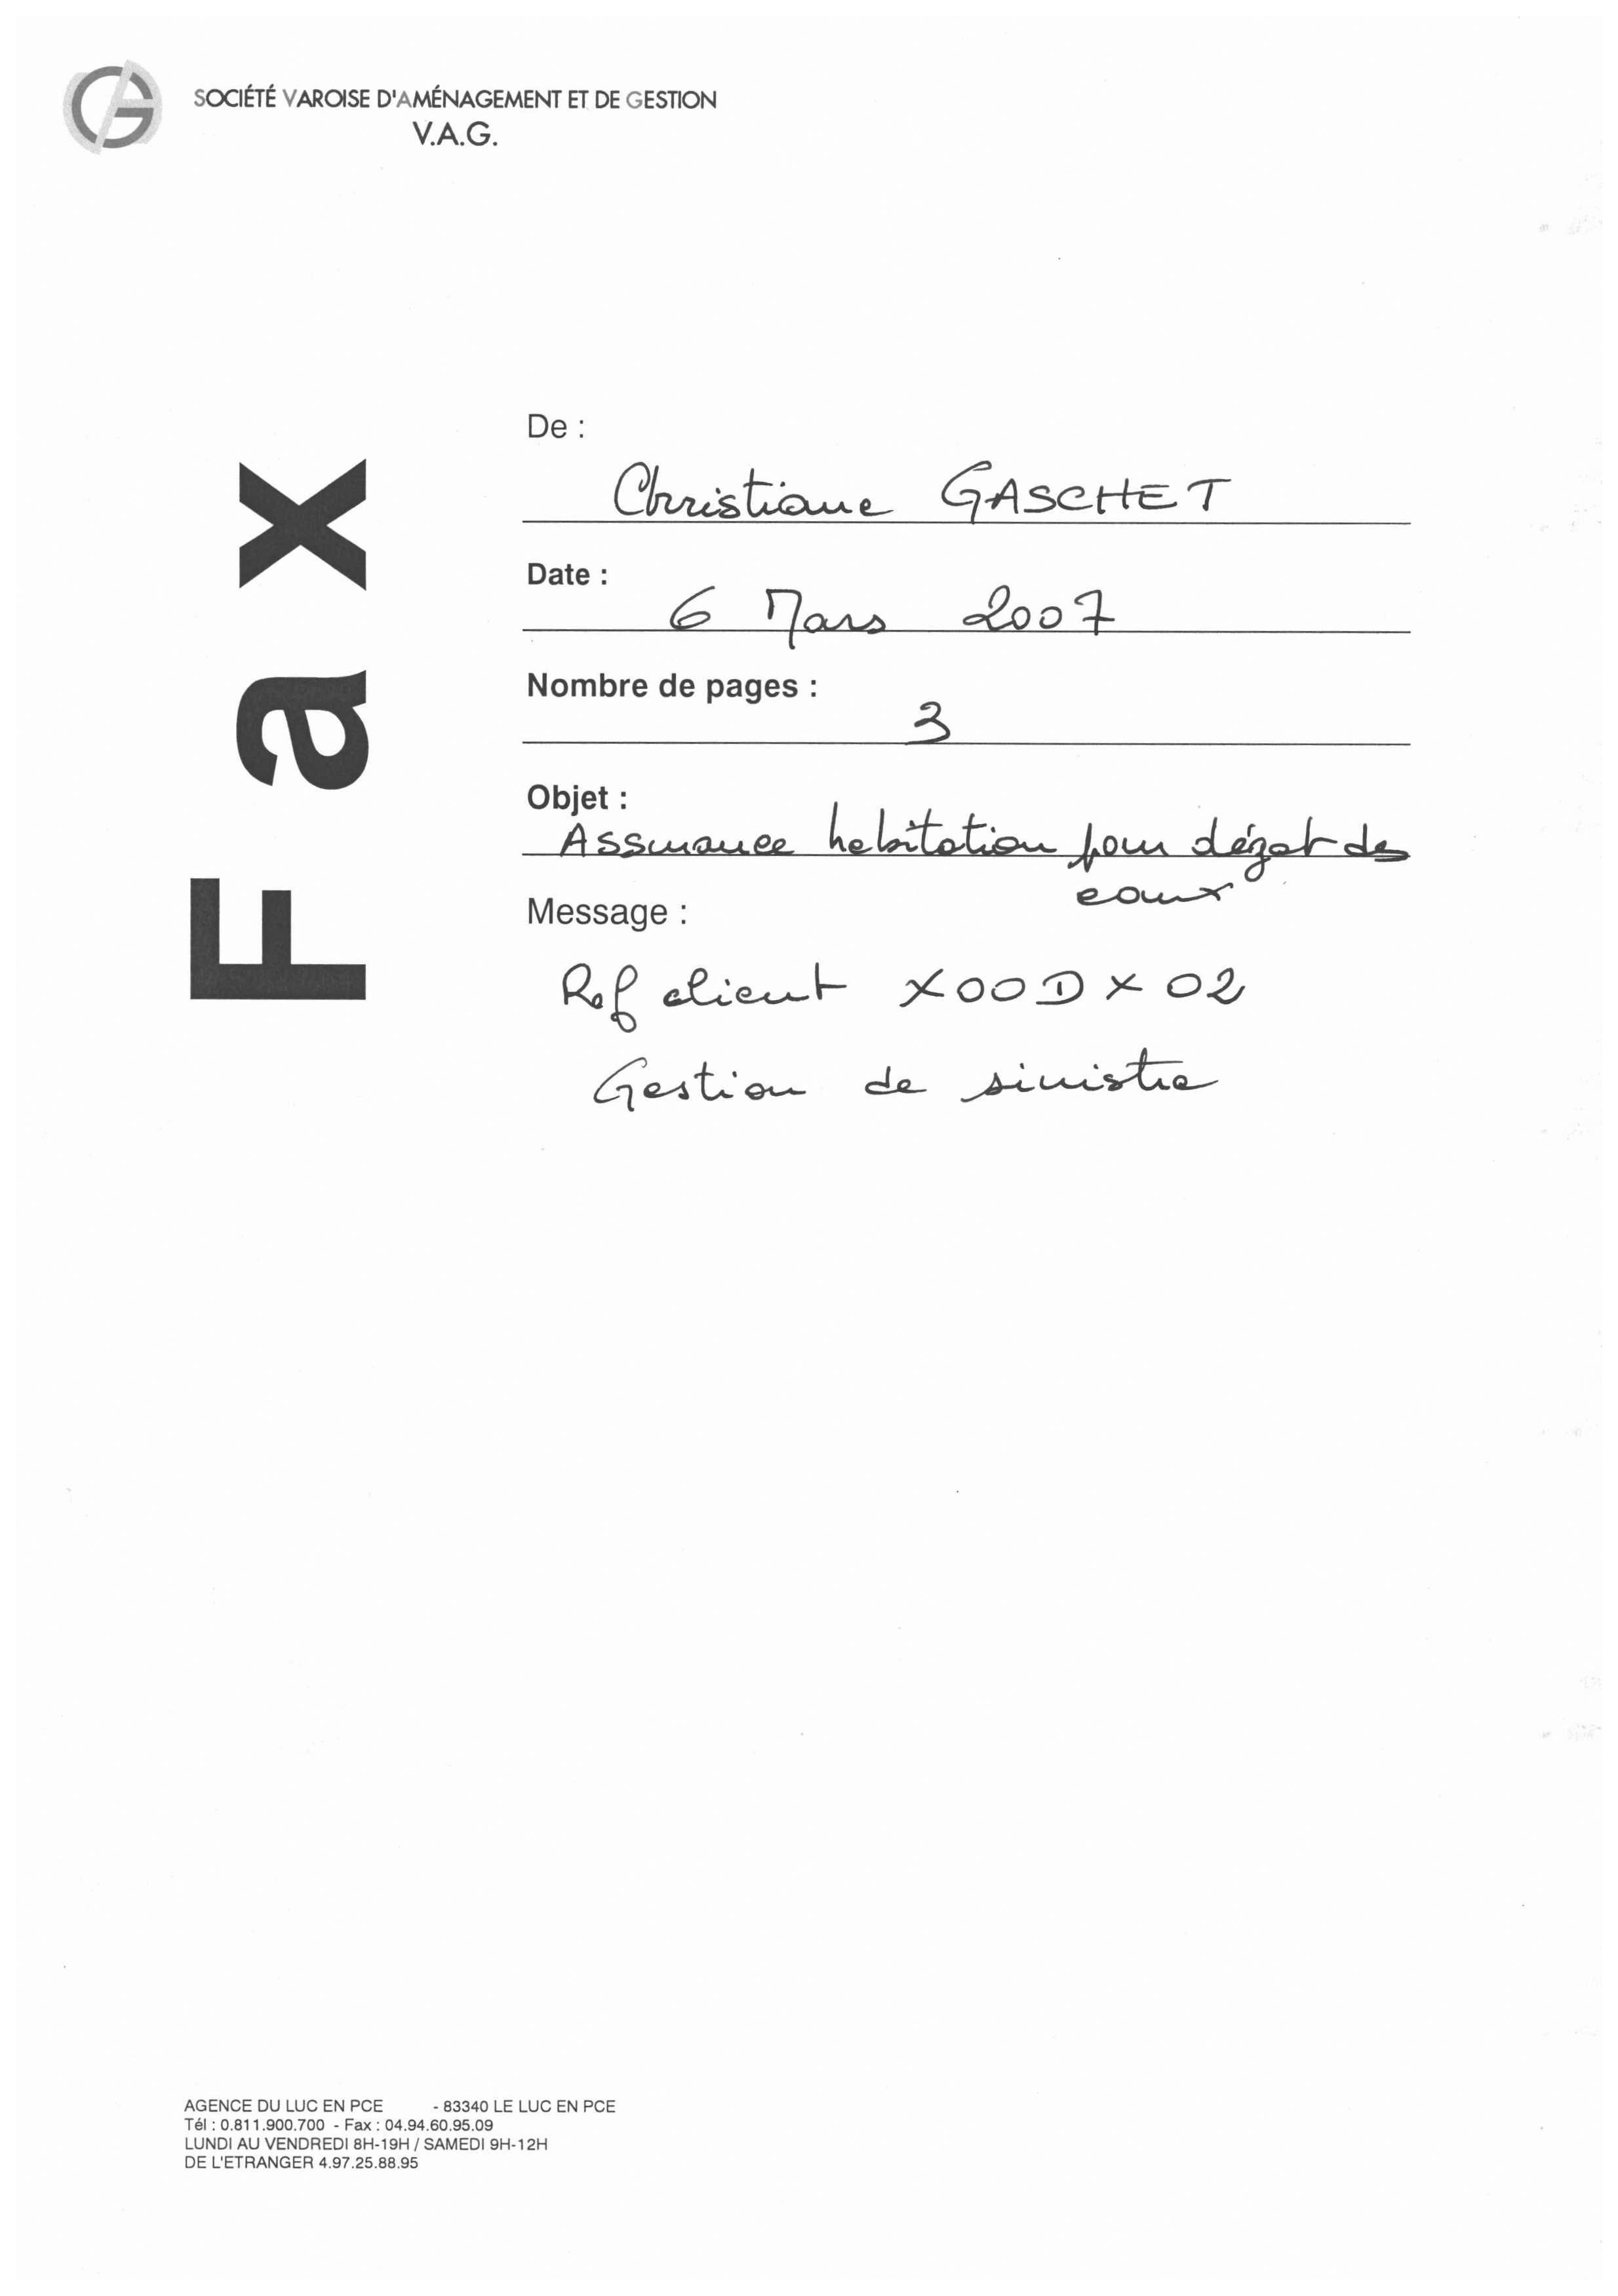 SOCIÉTÉ VAROISE D'AMÉNAGEMENT ET DE GESTION
V.A.G.
Fax
De :
Christiane GASCHET
Date :
6 Mars 2007
Nombre de pages :
3
Objet :
Assurance habitation pour dégat des
eaux
Message :
Ref client X00DX02
Gestion de sinistre
AGENCE DU LUC EN PCE - 83340 LE LUC EN PCE
Tél : 0.811.900.700 - Fax : 04.94.60.95.09
LUNDI AU VENDREDI 8H-19H / SAMEDI 9H-12H
DE L'ETRANGER 4.97.25.88.95